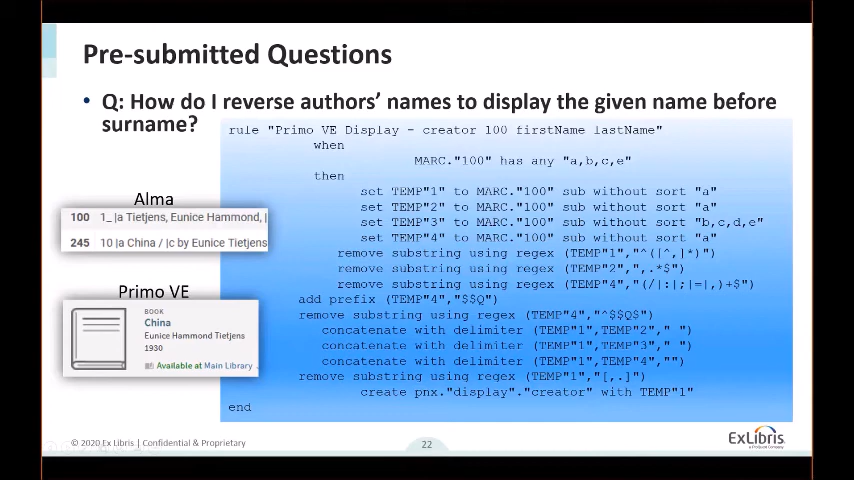 Pre-submitted Questions
• Q: How do I reverse authors' names to display the given name before
surname?
rule "Primo VE Display - creator 100 firstName lastName"
when
MARC."100" has any "a,b,c,e"
then
set TEMP"1" to MARC."100" sub without sort "a"
set TEMP"2" to MARC."100" sub without sort "a"
set TEMP"3" to MARC."100" sub without sort "b,c,d,e"
set TEMP"4" to MARC."100" sub without sort "a"
remove substring using regex (TEMP"1","^(|^,|*)")
remove substring using regex (TEMP"2",",.*$")
remove substring using regex (TEMP"4","(/|:|;|=|,)+$")
add prefix (TEMP"4","$$Q")
remove substring using regex (TEMP"4","^$$Q$")
concatenate with delimiter (TEMP"1",TEMP"2"," ")
concatenate with delimiter (TEMP"1",TEMP"3"," ")
concatenate with delimiter (TEMP"1",TEMP"4","")
remove substring using regex (TEMP"1","[,.]")
create pnx."display"."creator" with TEMP"1"
end
Alma
100 1_ |a Tietjens, Eunice Hammond, |
245 10 |a China / |c by Eunice Tietjens
Primo VE
BOOK
China
Eunice Hammond Tietjens
1930
Available at Main Library
© 2020 Ex Libris | Confidential & Proprietary
22
ExLibris